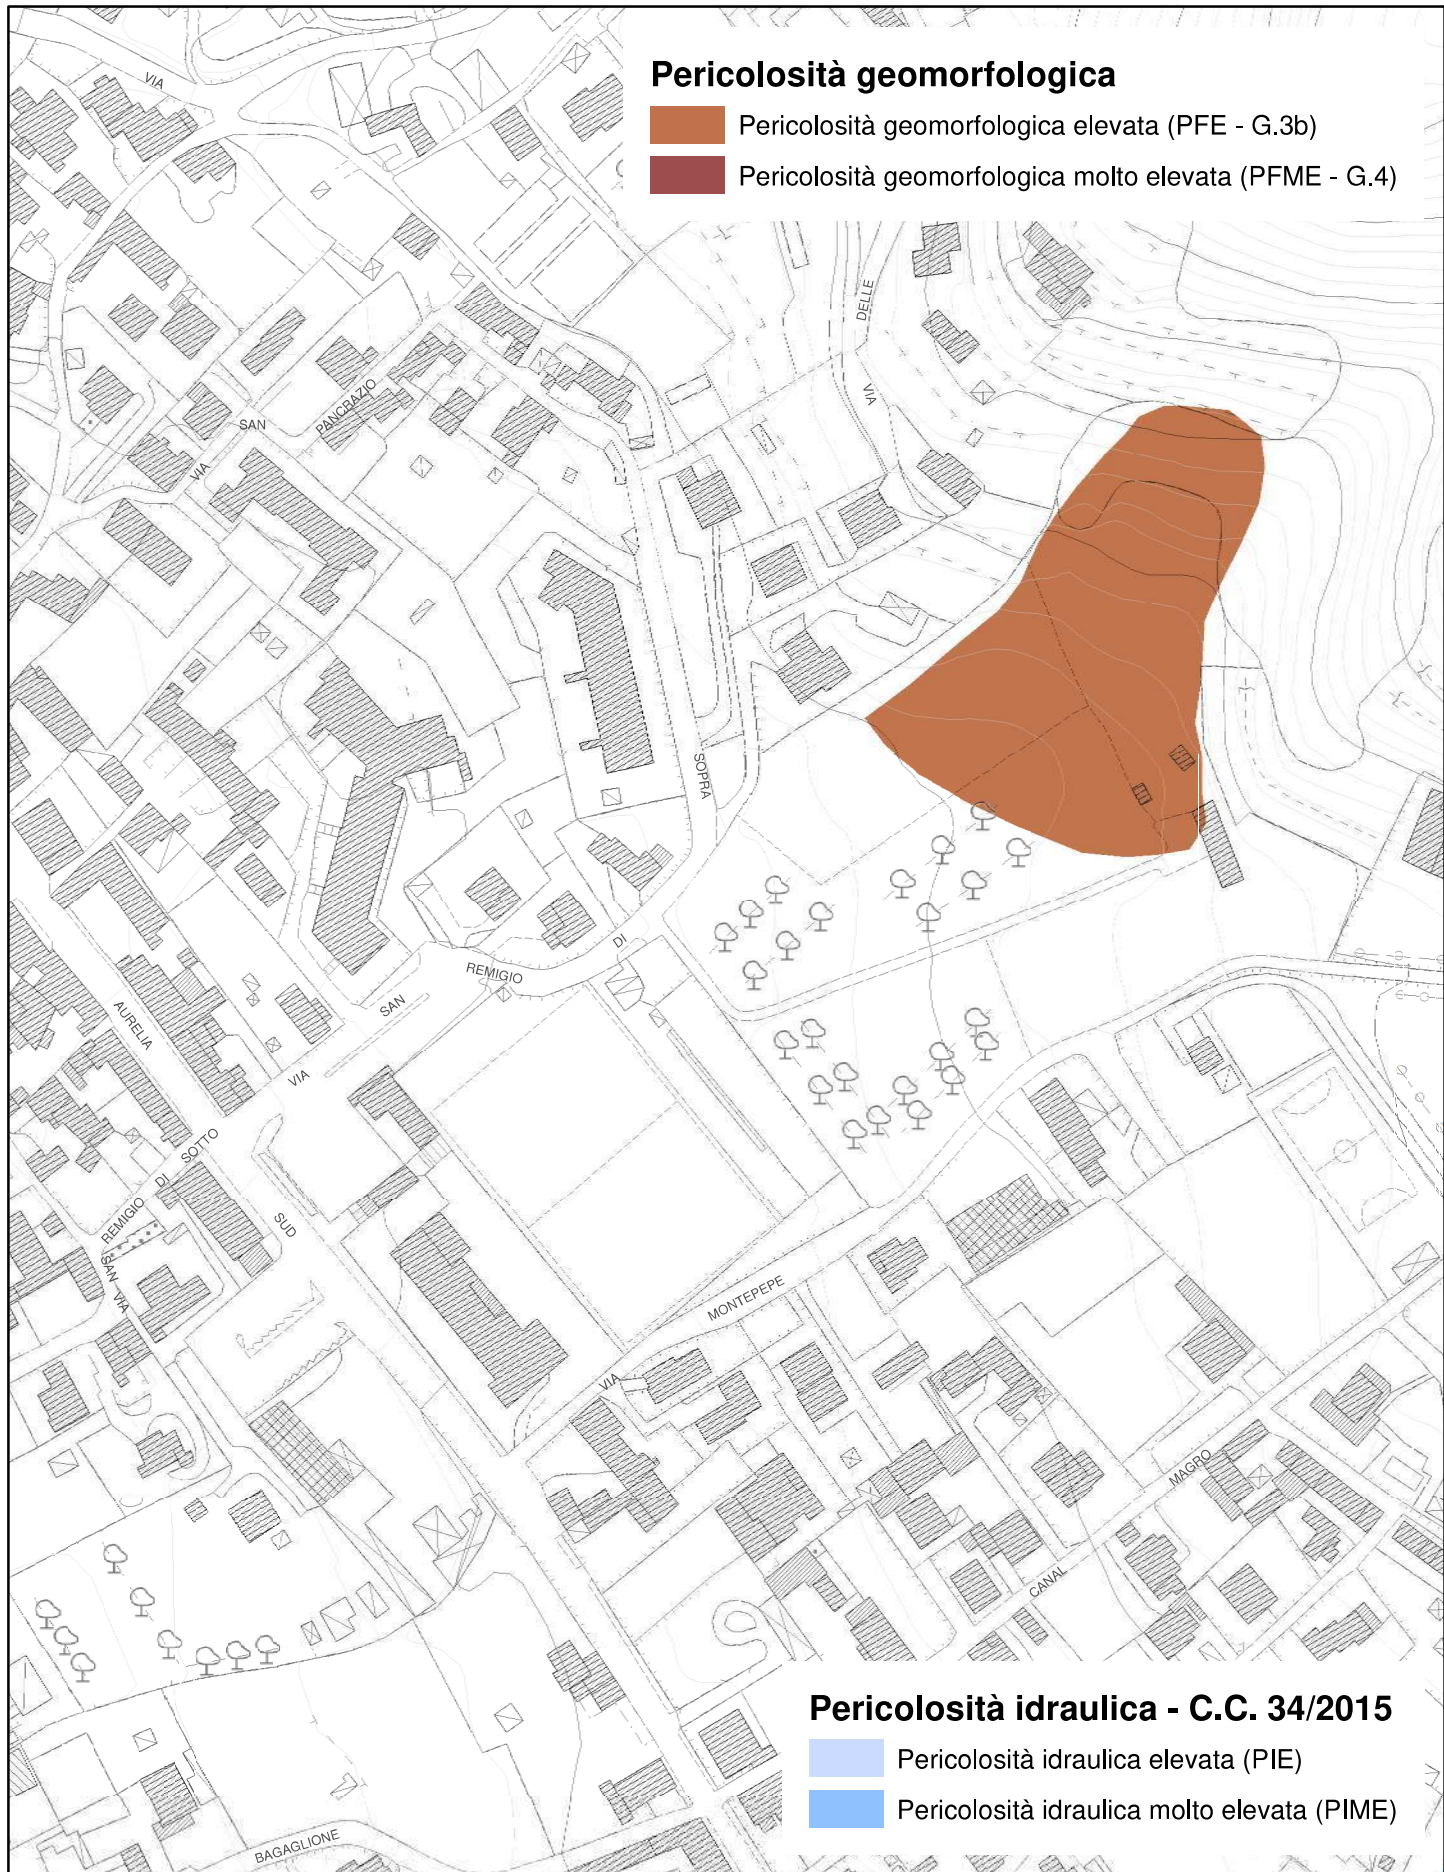 Pericolosità geomorfologica
Pericolosità geomorfologica elevata (PFE - G.3b)
Pericolosità geomorfologica molto elevata (PFME - G.4)
VIA
DELLE
VIA
PANCRAZIO
SAN
VIA
SOPRA
DI
REMIGIO
SAN
VIA
AURELIA
SOTTO
DI
REMIGIO
SAN VIA
SUD
MONTEPEPE
VIA
MAGRO
CANAL
BAGAGLIONE
Pericolosità idraulica - C.C. 34/2015
Pericolosità idraulica elevata (PIE)
Pericolosità idraulica molto elevata (PIME)